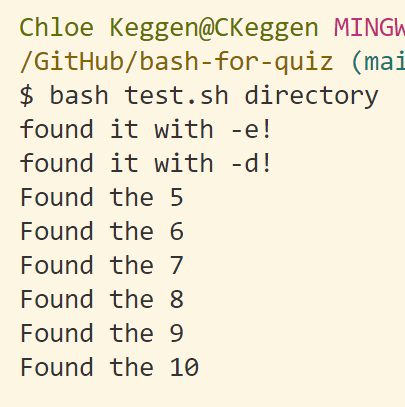 Chloe Keggen@CKeggen MINGW
/GitHub/bash-for-quiz (mai
$ bash test.sh directory
found it with -e!
found it with -d!
Found the 5
Found the 6
Found the 7
Found the 8
Found the 9
Found the 10